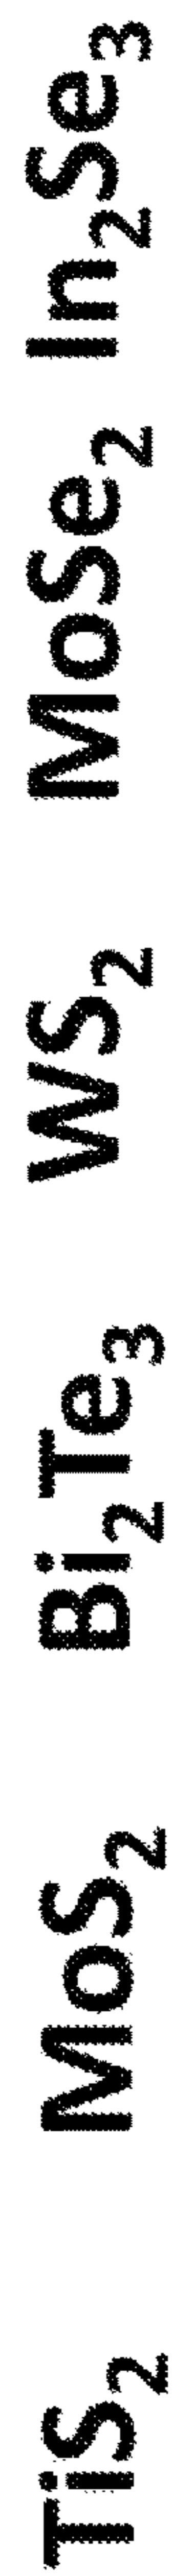 TiS₂
MoS₂
Bi₂Te₃
WS₂
MoSe₂
In₂Se₃